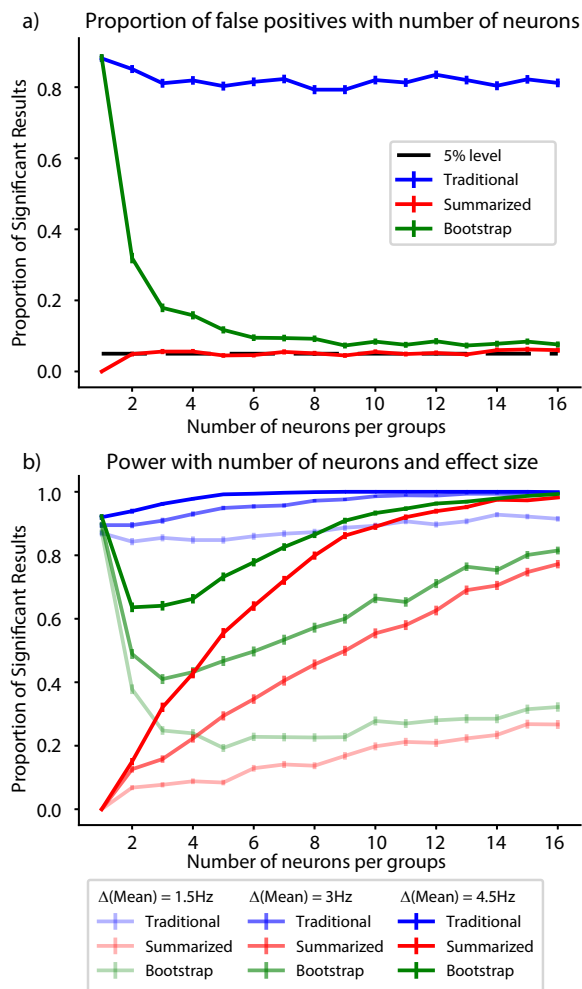 a) Proportion of false positives with number of neurons
Proportion of Significant Results
0.8
0.6
0.4
0.2
0.0
5% level
Traditional
Summarized
Bootstrap
2 4 6 8 10 12 14 16
Number of neurons per groups
b) Power with number of neurons and effect size
Proportion of Significant Results
1.0
0.8
0.6
0.4
0.2
0.0
2 4 6 8 10 12 14 16
Number of neurons per groups
Δ(Mean) = 1.5Hz Δ(Mean) = 3Hz Δ(Mean) = 4.5Hz
Traditional Traditional Traditional
Summarized Summarized Summarized
Bootstrap Bootstrap Bootstrap